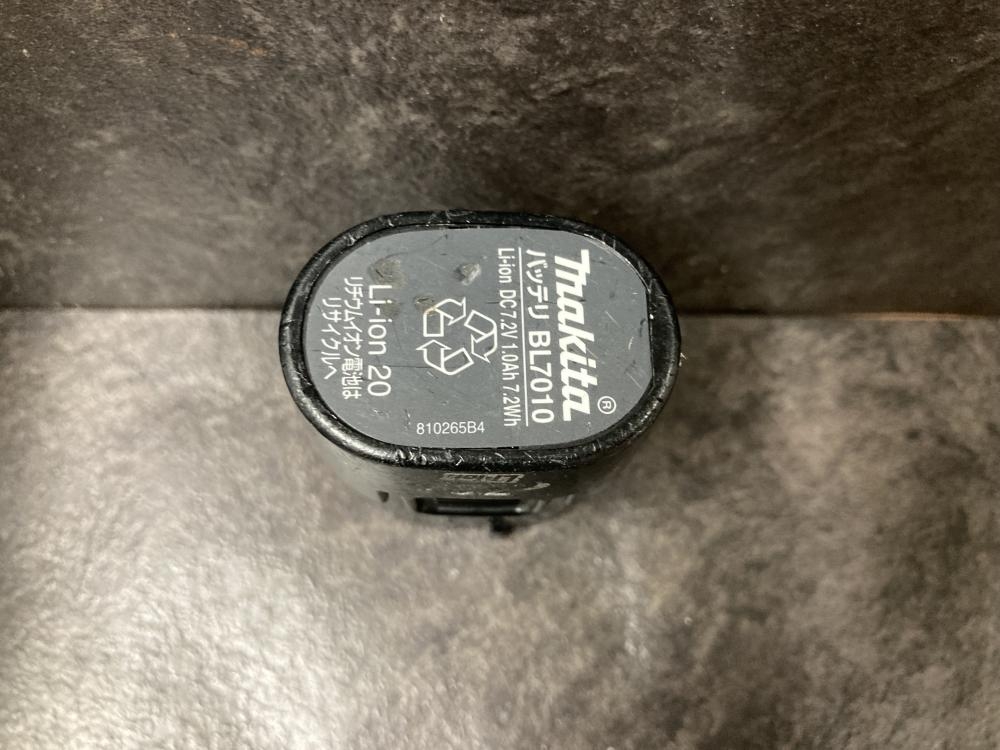 Makita®
バッテリ BL7010
Li-ion DC7.2V 1.0Ah 7.2Wh
810265B4
Li-ion 20
リチウムイオン電池は
リサイクルへ